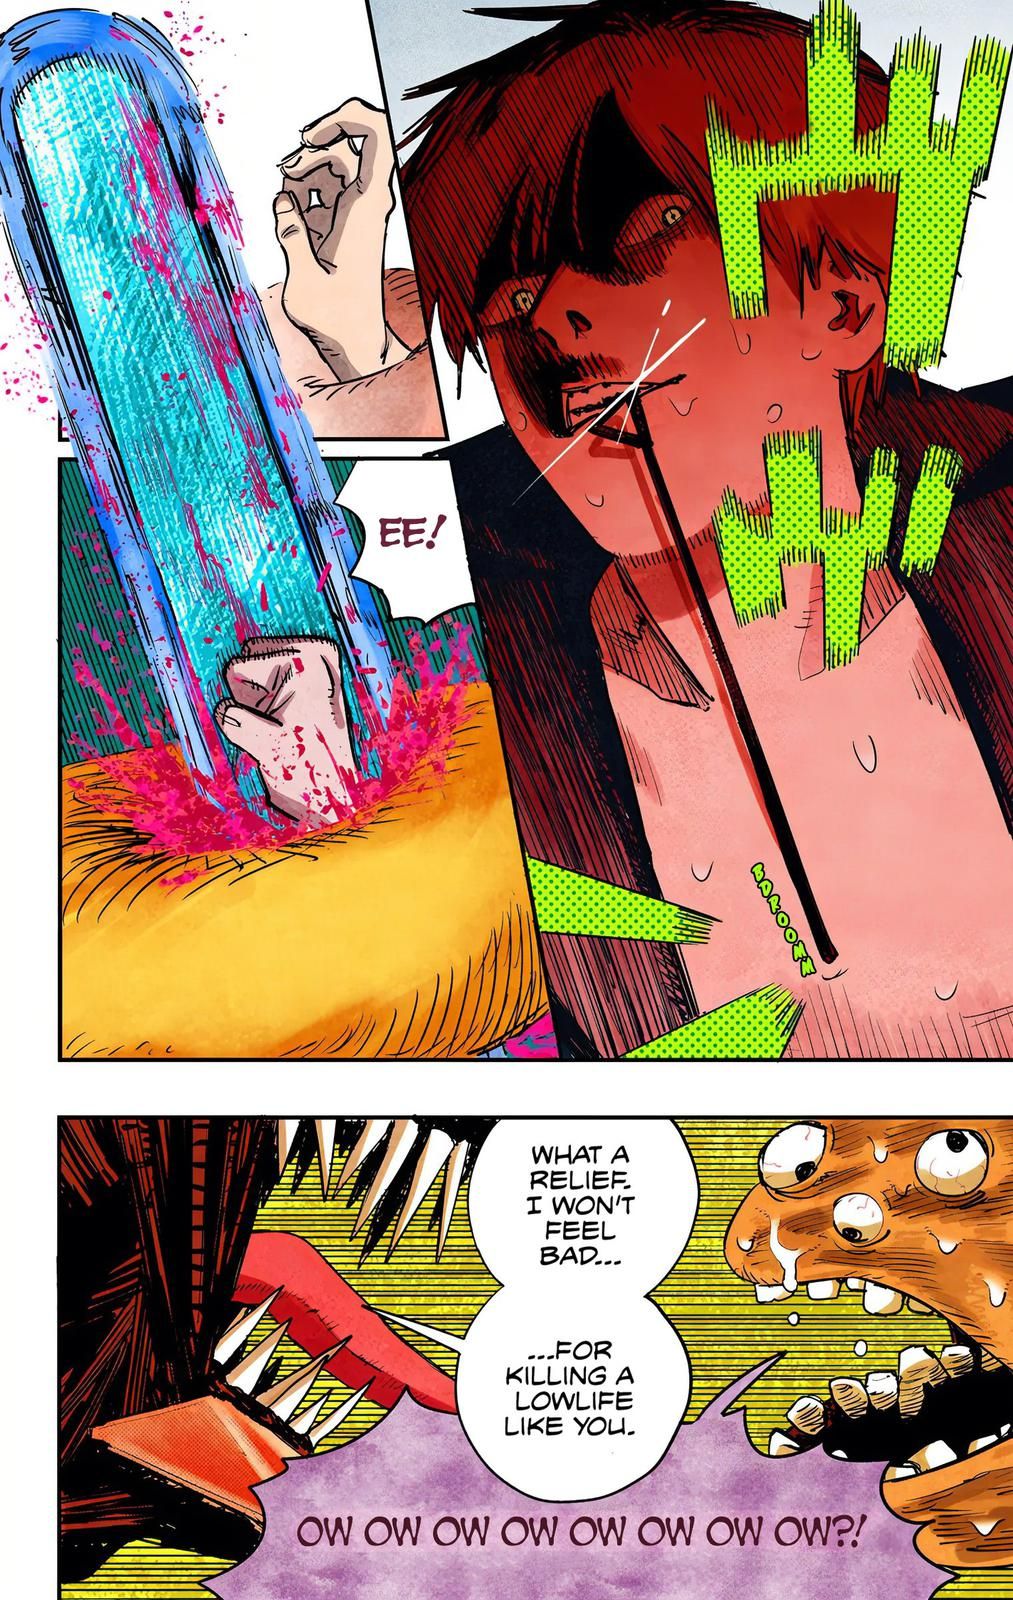 EE!
BDROOMM
WHAT A
RELIEF.
I WON'T
FEEL
BAD...
...FOR
KILLING A
LOWLIFE
LIKE YOU.
OW OW OW OW OW OW OW OW?!